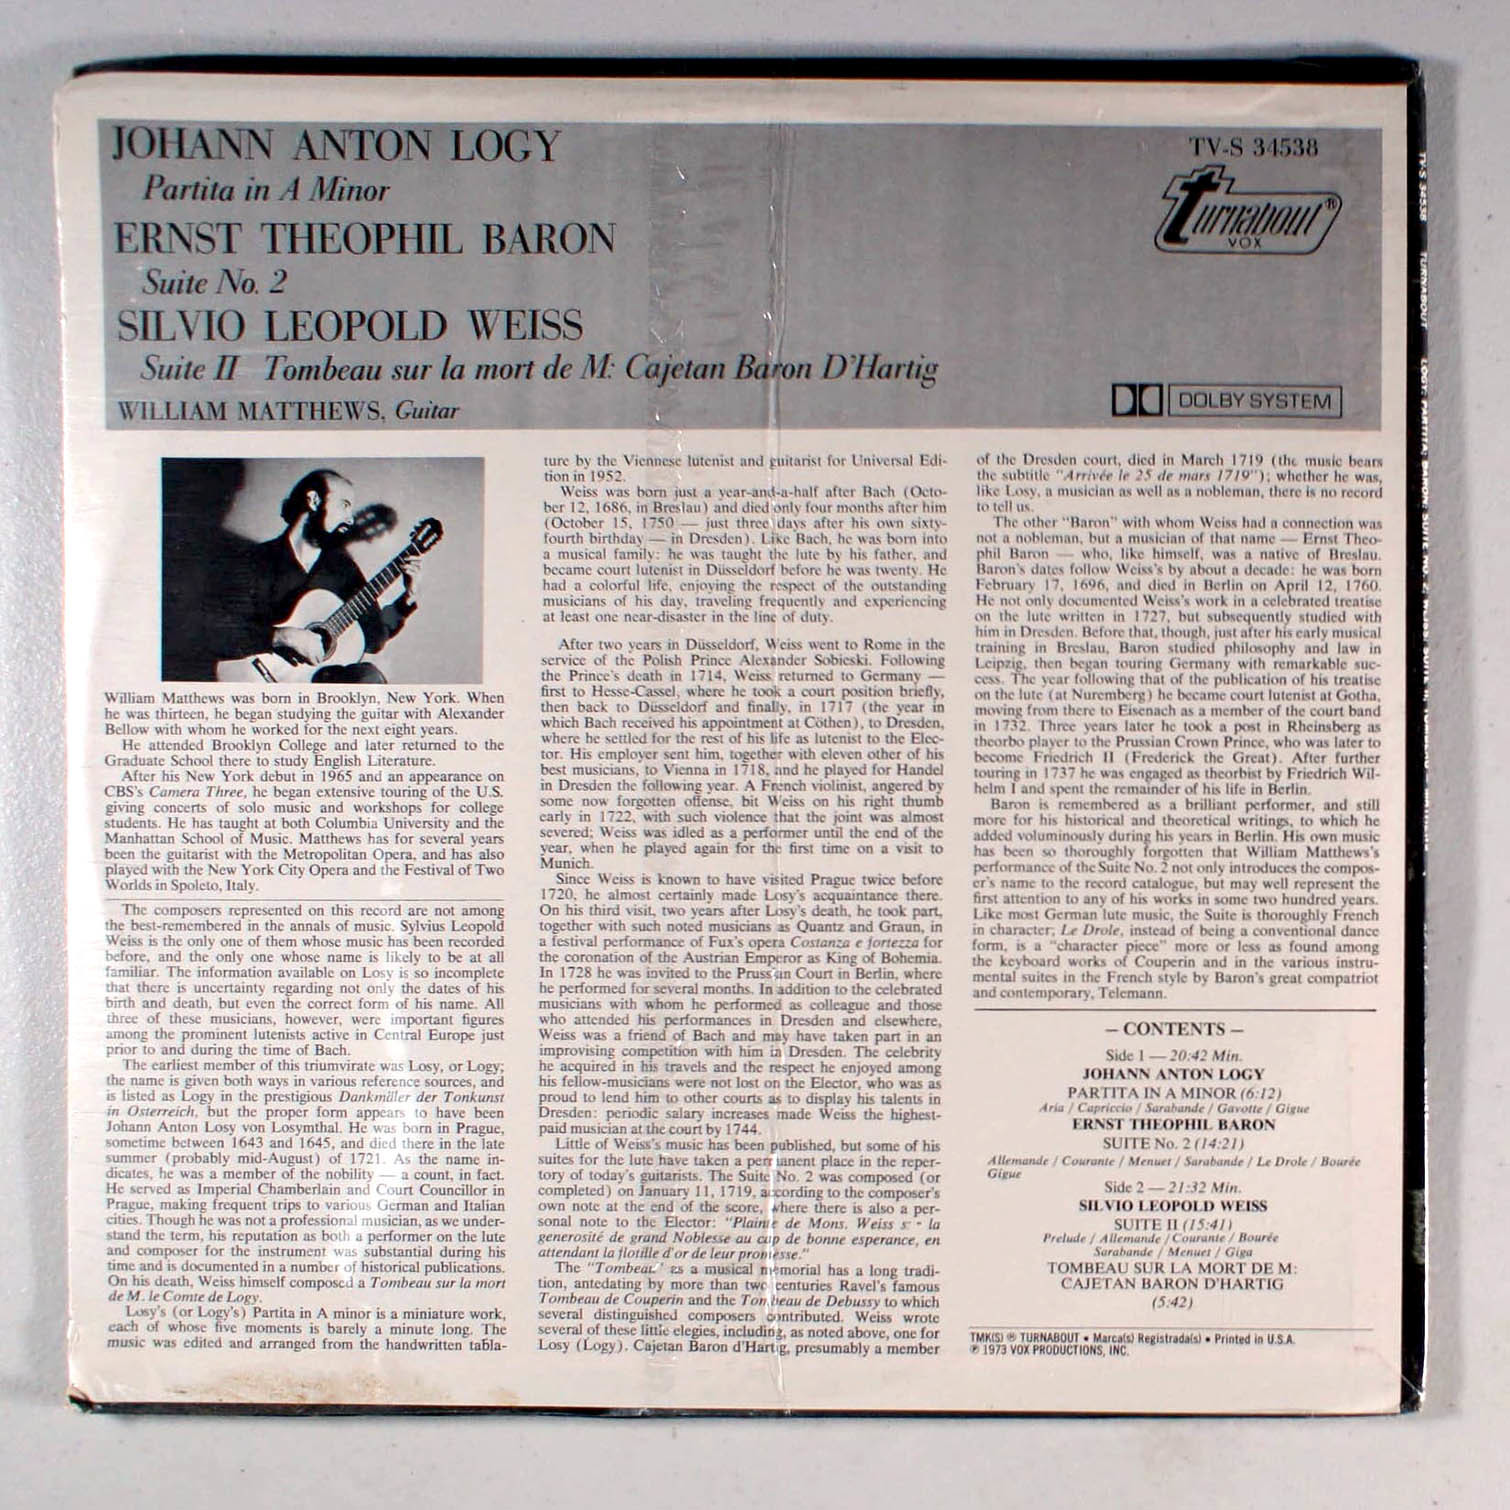 JOHANN ANTON LOGY
Partita in A Minor
ERNST THEOPHIL BARON
Suite No. 2
SILVIO LEOPOLD WEISS
Suite II Tombeau sur la mort de M: Cajetan Baron D'Hartig
WILLIAM MATTHEWS, Guitar
TV-S 34538
Turnabout®
VOX
DOLBY SYSTEM
William Matthews was born in Brooklyn, New York. When
he was thirteen, he began studying the guitar with Alexander
Bellow with whom he worked for the next eight years.
He attended Brooklyn College and later returned to the
Graduate School there to study English Literature.
After his New York debut in 1965 and an appearance on
CBS's Camera Three, he began extensive touring of the U.S.
giving concerts of solo music and workshops for college
students. He has taught at both Columbia University and the
Manhattan School of Music. Matthews has for several years
been the guitarist with the Metropolitan Opera, and has also
played with the New York City Opera and the Festival of Two
Worlds in Spoleto, Italy.
The composers represented on this record are not among
the best-remembered in the annals of music. Sylvius Leopold
Weiss is the only one of them whose music has been recorded
before, and the only one whose name is likely to be at all
familiar. The information available on Losy is so incomplete
that there is uncertainty regarding not only the dates of his
birth and death, but even the correct form of his name. All
three of these musicians, however, were important figures
among the prominent lutenists active in Central Europe just
prior to and during the time of Bach.
The earliest member of this triumvirate was Losy, or Logy;
the name is given both ways in various reference sources, and
is listed as Logy in the prestigious Dankmäler der Tonkunst
in Osterreich, but the proper form appears to have been
Johann Anton Losy von Losymthal. He was born in Prague,
sometime between 1643 and 1645, and died there in the late
summer (probably mid-August) of 1721. As the name in-
dicates, he was a member of the nobility — a count, in fact.
He served as Imperial Chamberlain and Court Councillor in
Prague, making frequent trips to various German and Italian
cities. Though he was not a professional musician, as we under-
stand the term, his reputation as both a performer on the lute
and composer for the instrument was substantial during his
time and is documented in a number of historical publications.
On his death, Weiss himself composed a Tombeau sur la mort
de M. le Comte de Logy.
Losy's (or Logy's) Partita in A minor is a miniature work,
each of whose five moments is barely a minute long. The
music was edited and arranged from the handwritten tabla-
ture by the Viennese lutenist and guitarist for Universal Edi-
tion in 1952.
Weiss was born just a year-and-a-half after Bach (Octo-
ber 12, 1686, in Breslau) and died only four months after him
(October 15, 1750 — just three days after his own sixty-
fourth birthday — in Dresden). Like Bach, he was born into
a musical family: he was taught the lute by his father, and
became court lutenist in Düsseldorf before he was twenty. He
had a colorful life, enjoying the respect of the outstanding
musicians of his day, traveling frequently and experiencing
at least one near-disaster in the line of duty.
After two years in Düsseldorf, Weiss went to Rome in the
service of the Polish Prince Alexander Sobieski. Following
the Prince's death in 1714, Weiss returned to Germany —
first to Hesse-Cassel, where he took a court position briefly,
then back to Düsseldorf and finally, in 1717 (the year in
which Bach received his appointment at Cöthen), to Dresden,
where he settled for the rest of his life as lutenist to the Elec-
tor. His employer sent him, together with eleven other of his
best musicians, to Vienna in 1718, and he played for Handel
in Dresden the following year. A French violinist, angered by
some now forgotten offense, bit Weiss on his right thumb
early in 1722, with such violence that the joint was almost
severed; Weiss was idled as a performer until the end of the
year, when he played again for the first time on a visit to
Munich.
Since Weiss is known to have visited Prague twice before
1720, he almost certainly made Losy's acquaintance there.
On his third visit, two years after Losy's death, he took part,
together with such noted musicians as Quantz and Graun, in
a festival performance of Fux's opera Costanza e fortezza for
the coronation of the Austrian Emperor as King of Bohemia.
In 1728 he was invited to the Prussian Court in Berlin, where
he performed for several months. In addition to the celebrated
musicians with whom he performed as colleague and those
who attended his performances in Dresden and elsewhere,
Weiss was a friend of Bach and may have taken part in an
improvising competition with him in Dresden. The celebrity
he acquired in his travels and the respect he enjoyed among
his fellow-musicians were not lost on the Elector, who was as
proud to lend him to other courts as to display his talents in
Dresden: periodic salary increases made Weiss the highest-
paid musician at the court by 1744.
Little of Weiss's music has been published, but some of his
suites for the lute have taken a permanent place in the reper-
tory of today's guitarists. The Suite No. 2 was composed (or
completed) on January 11, 1719, according to the composer's
own note at the end of the score, where there is also a per-
sonal note to the Elector: "Plainte de Mons. Weiss la
generosité de grand Noblesse au cap de bonne esperance, en
attendant la flotille d'or de leur promesse."
The "Tombeau" as a musical memorial has a long tradi-
tion, antedating by more than two centuries Ravel's famous
Tombeau de Couperin and the Tombeau de Debussy to which
several distinguished composers contributed. Weiss wrote
several of these little elegies, including, as noted above, one for
Losy (Logy). Cajetan Baron d'Hartig, presumably a member
of the Dresden court, died in March 1719 (the music bears
the subtitle "Arrivée le 25 de mars 1719"); whether he was,
like Losy, a musician as well as a nobleman, there is no record
to tell us.
The other "Baron" with whom Weiss had a connection was
not a nobleman, but a musician of that name — Ernst Theo-
phil Baron — who, like himself, was a native of Breslau.
Baron's dates follow Weiss's by about a decade: he was born
February 17, 1696, and died in Berlin on April 12, 1760.
He not only documented Weiss's work in a celebrated treatise
on the lute written in 1727, but subsequently studied with
him in Dresden. Before that, though, just after his early musical
training in Breslau, Baron studied philosophy and law in
Leipzig, then began touring Germany with remarkable suc-
cess. The year following that of the publication of his treatise
on the lute (at Nuremberg) he became court lutenist at Gotha,
moving from there to Eisenach as a member of the court band
in 1732. Three years later he took a post in Rheinsberg as
theorbo player to the Prussian Crown Prince, who was later to
become Friedrich II (Frederick the Great). After further
touring in 1737 he was engaged as theorbist by Friedrich Wil-
helm I and spent the remainder of his life in Berlin.
Baron is remembered as a brilliant performer, and still
more for his historical and theoretical writings, to which he
added voluminously during his years in Berlin. His own music
has been so thoroughly forgotten that William Matthews's
performance of the Suite No. 2 not only introduces the compos-
er's name to the record catalogue, but may well represent the
first attention to any of his works in some two hundred years.
Like most German lute music, the Suite is thoroughly French
in character; Le Drole, instead of being a conventional dance
form, is a "character piece" more or less as found among
the keyboard works of Couperin and in the various instru-
mental suites in the French style by Baron's great compatriot
and contemporary, Telemann.
— CONTENTS —
Side 1 — 20:42 Min.
JOHANN ANTON LOGY
PARTITA IN A MINOR (6:12)
Aria / Capriccio / Sarabande / Gavotte / Gigue
ERNST THEOPHIL BARON
SUITE No. 2 (14:21)
Allemande / Courante / Menuet / Sarabande / Le Drole / Bourée
Gigue
Side 2 — 21:32 Min.
SILVIO LEOPOLD WEISS
SUITE II (15:41)
Prelude / Allemande / Courante / Bourée
Sarabande / Menuet / Giga
TOMBEAU SUR LA MORT DE M:
CAJETAN BARON D'HARTIG
(5:42)
TMK(S) ® TURNABOUT • Marca(s) Registrada(s) • Printed in U.S.A.
℗ 1973 VOX PRODUCTIONS, INC.
TV-S 34538 TURNABOUT